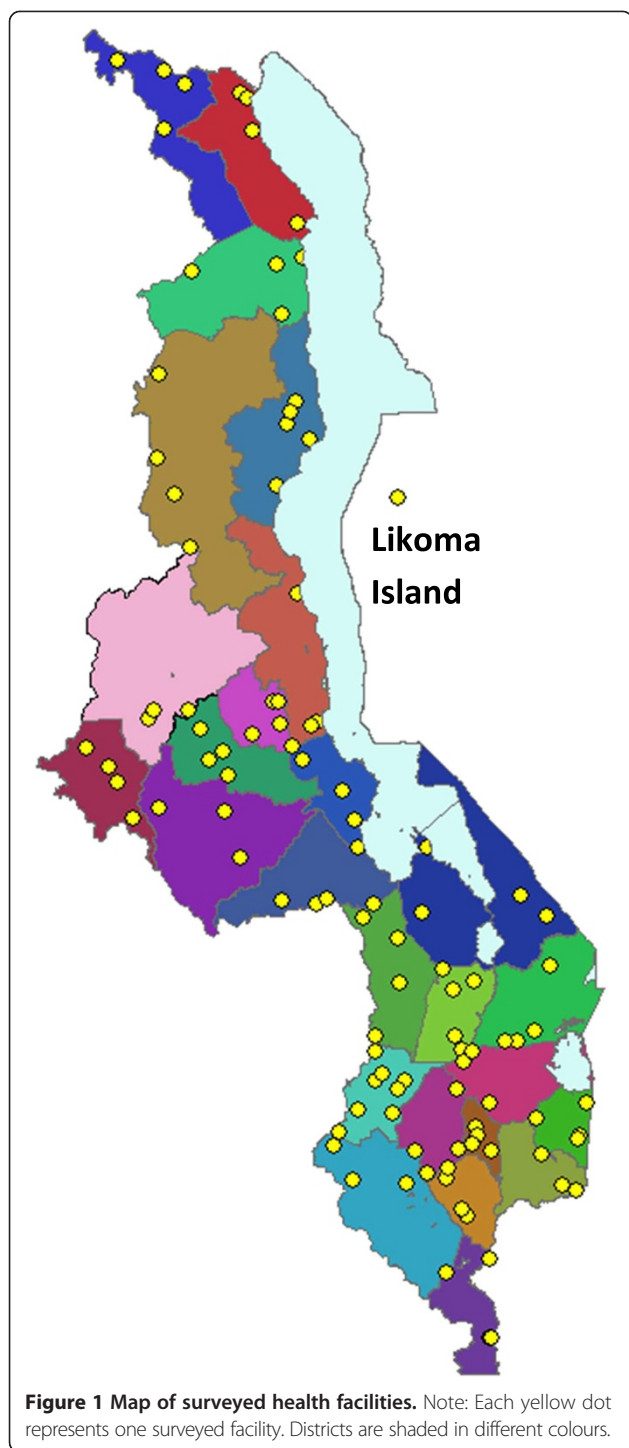 Likoma
Island
Figure 1 Map of surveyed health facilities. Note: Each yellow dot
represents one surveyed facility. Districts are shaded in different colours.